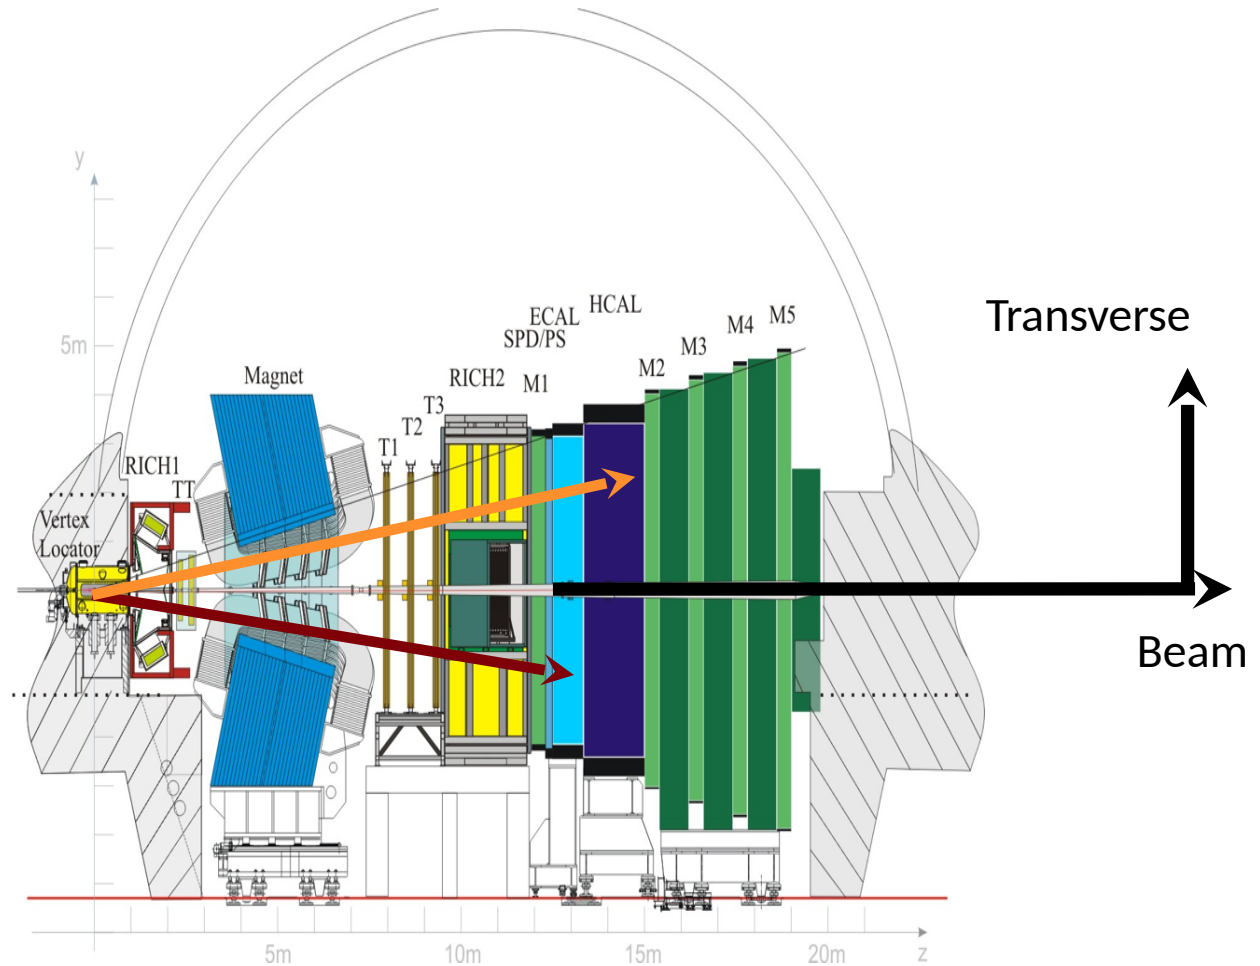 y
5m
HCAL
ECAL
SPD/PS
M5
M4
M3
M2
M1
RICH2
T3
T2
T1
Magnet
RICH1
TT
Vertex
Locator
Transverse
Beam
5m
10m
15m
20m
z